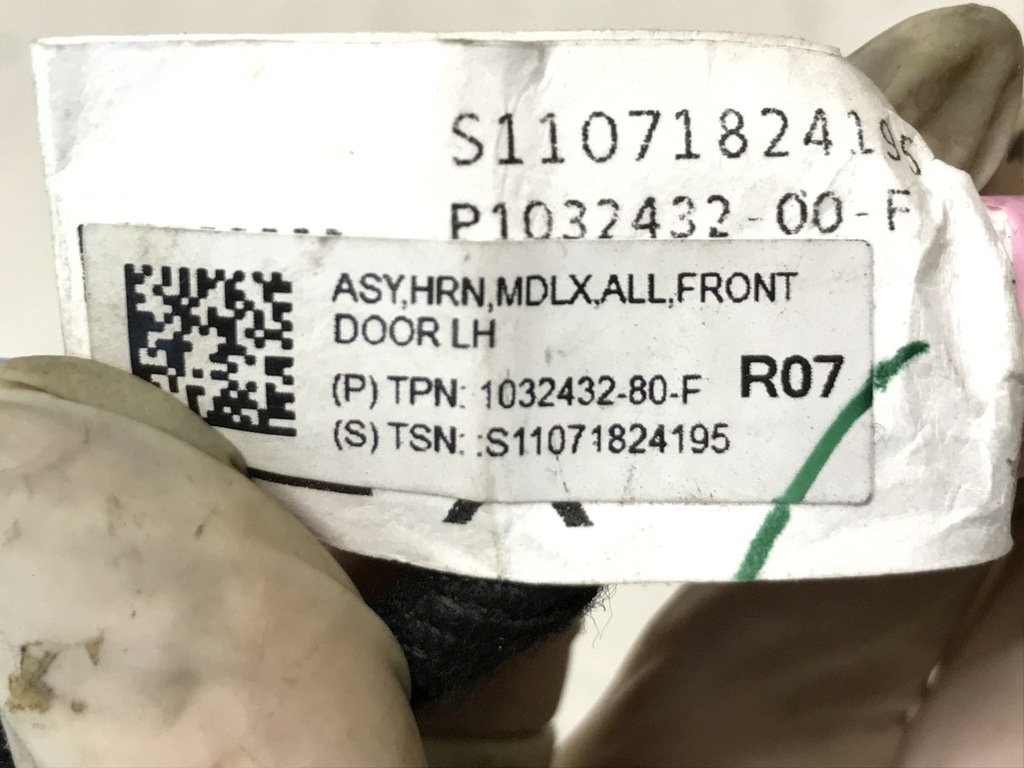 S11071824195
P1032432-00-F
ASY,HRN,MDLX,ALL,FRONT
DOOR LH
(P) TPN: 1032432-80-F
R07
(S) TSN: :S11071824195